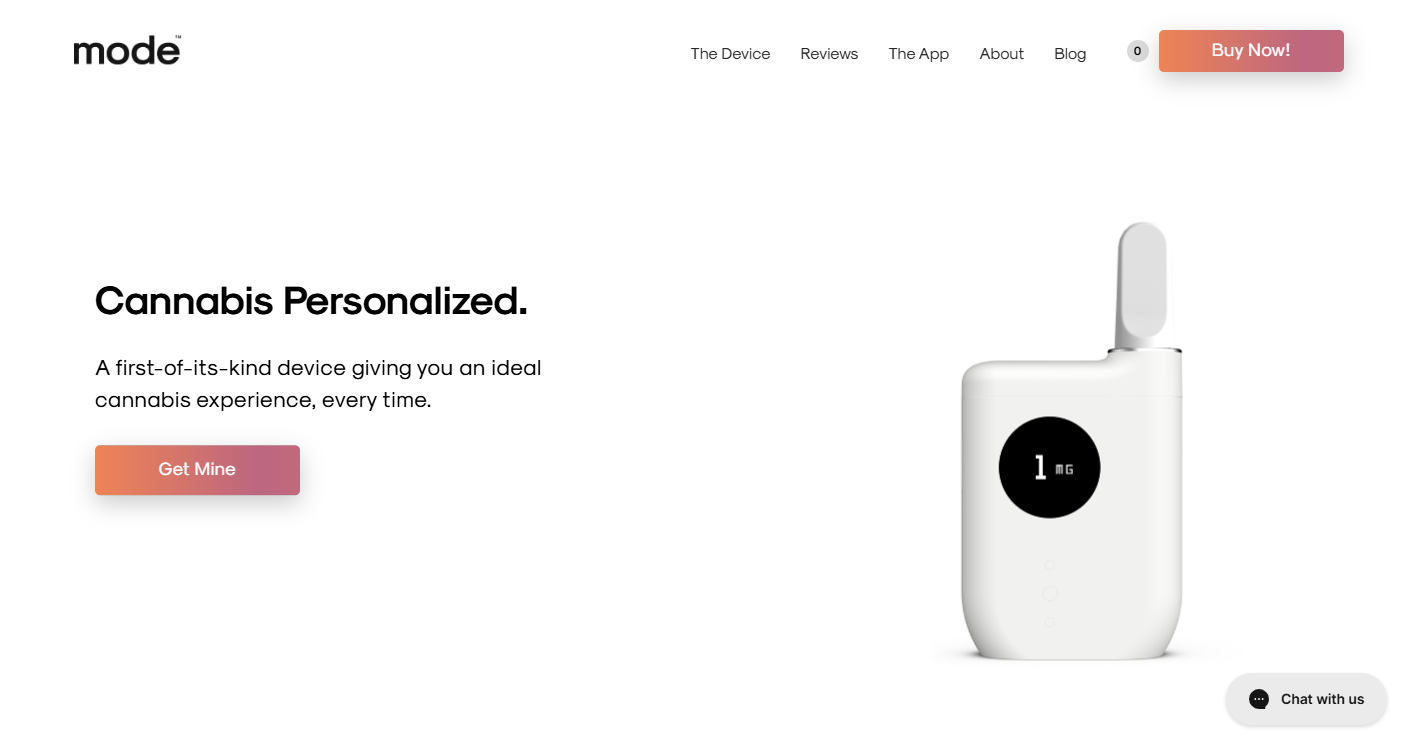 mode™
The Device
Reviews
The App
About
Blog
0
Buy Now!
Cannabis Personalized.
A first-of-its-kind device giving you an ideal
cannabis experience, every time.
Get Mine
1 MG
Chat with us